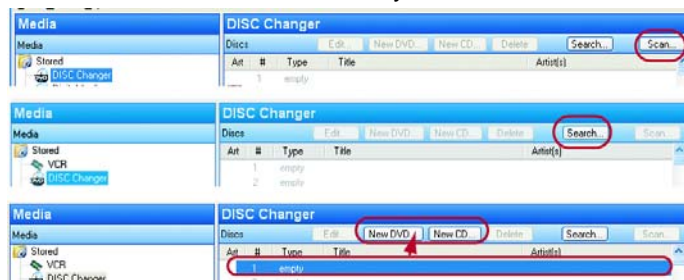 Media DISC Changer
Media Discs Edit... New DVD... New CD... Delete Search... Scan...
Stored Art # Type Title Artist(s)
DISC Changer 1 empty
Media DISC Changer
Media Discs Edit... New DVD... New CD... Delete Search... Scan...
Stored Art # Type Title Artist(s)
VCR 1 empty
DISC Changer 2 empty
Media DISC Changer
Media Discs Edit... New DVD... New CD... Delete Search... Scan...
Stored Art # Type Title Artist(s)
VCR 1 empty
DISC Changer